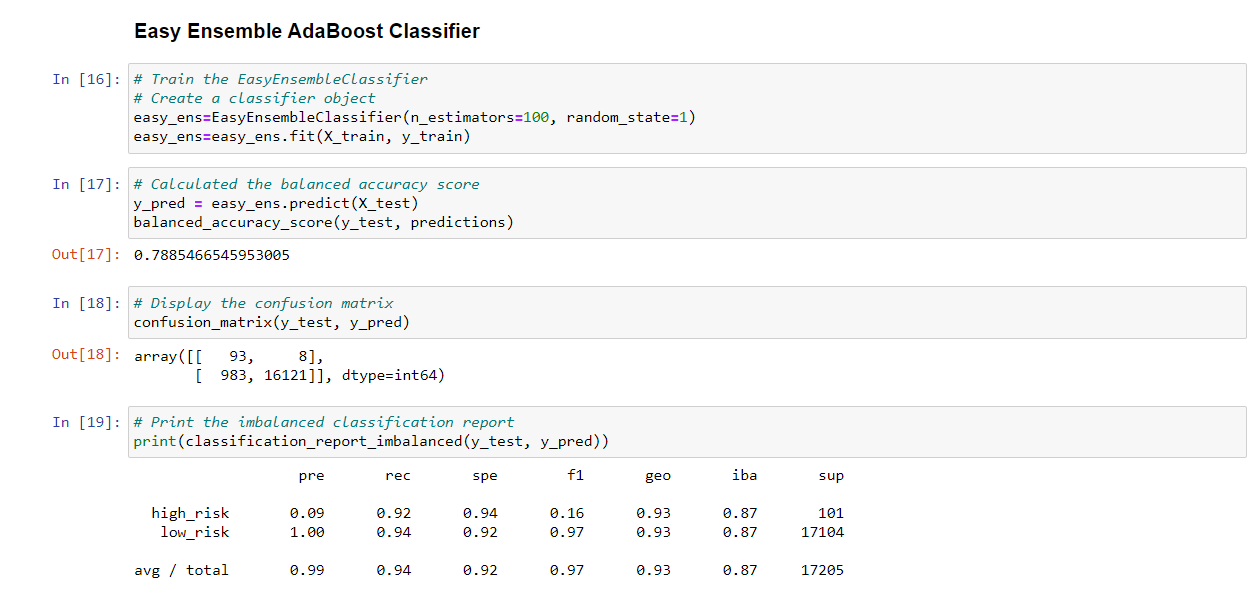 Easy Ensemble AdaBoost Classifier
In [16]: # Train the EasyEnsembleClassifier
# Create a classifier object
easy_ens=EasyEnsembleClassifier(n_estimators=100, random_state=1)
easy_ens=easy_ens.fit(X_train, y_train)
In [17]: # Calculated the balanced accuracy score
y_pred = easy_ens.predict(X_test)
balanced_accuracy_score(y_test, predictions)
Out[17]: 0.7885466545953005
In [18]: # Display the confusion matrix
confusion_matrix(y_test, y_pred)
Out[18]: array([[   93,     8],
[  983, 16121]], dtype=int64)
In [19]: # Print the imbalanced classification report
print(classification_report_imbalanced(y_test, y_pred))
pre rec spe f1 geo iba sup
high_risk 0.09 0.92 0.94 0.16 0.93 0.87 101
low_risk 1.00 0.94 0.92 0.97 0.93 0.87 17104
avg / total 0.99 0.94 0.92 0.97 0.93 0.87 17205